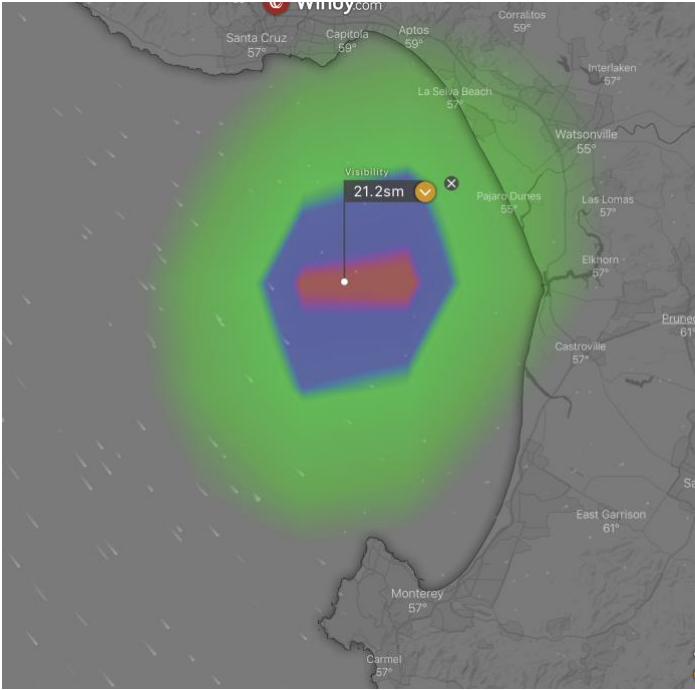 Windy.com
Corralitos
59°
Santa Cruz
57°
Capitola
59°
Aptos
59°
Interlaken
57°
La Selva Beach
57°
Watsonville
55°
Visibility
21.2sm
Pajaro Dunes
55°
Las Lomas
57°
Elkhorn
57°
Prune
61°
Castroville
57°
Sa
East Garrison
61°
Monterey
57°
Carmel
57°